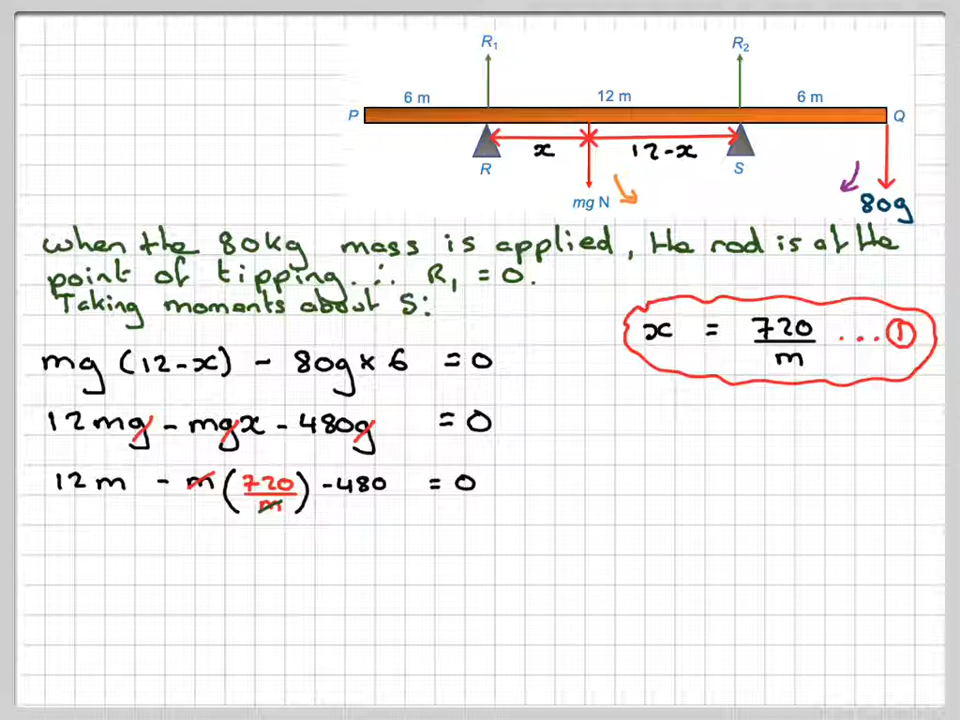 R₁ R₂
6 m 12 m 6 m
P Q
x 12-x
R S
mg N 80g
when the 80kg mass is applied, the rod is at the
point of tipping. ∴ R₁ = 0.
Taking moments about S:
x = 720/m ... ①
mg (12-x) - 80g × 6 = 0
12mg - mgx - 480g = 0
12m - m (720/m) - 480 = 0